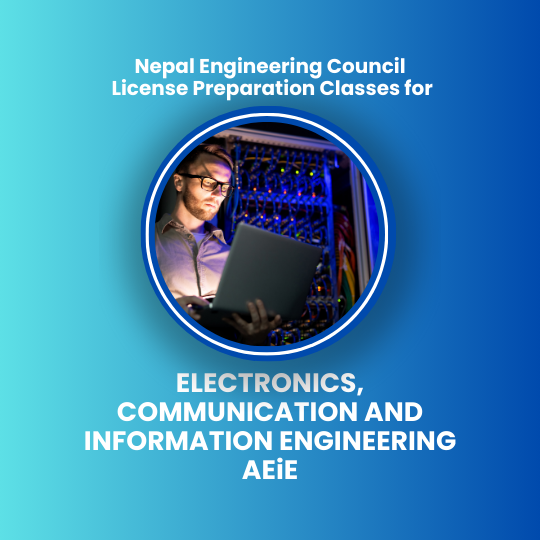 Nepal Engineering Council
License Preparation Classes for
ELECTRONICS,
COMMUNICATION AND
INFORMATION ENGINEERING
AEiE